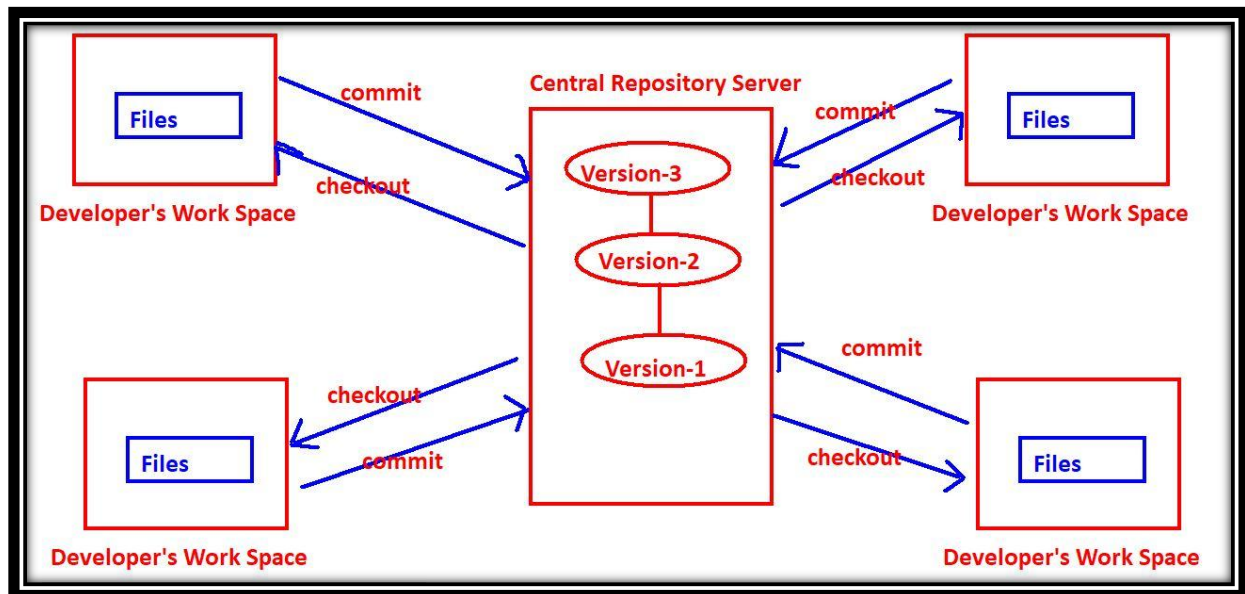 commit
Central Repository Server
Files
checkout
Developer's Work Space
commit
Files
checkout
Developer's Work Space
Version-3
Version-2
Version-1
checkout
Files
commit
Developer's Work Space
commit
checkout
Files
Developer's Work Space